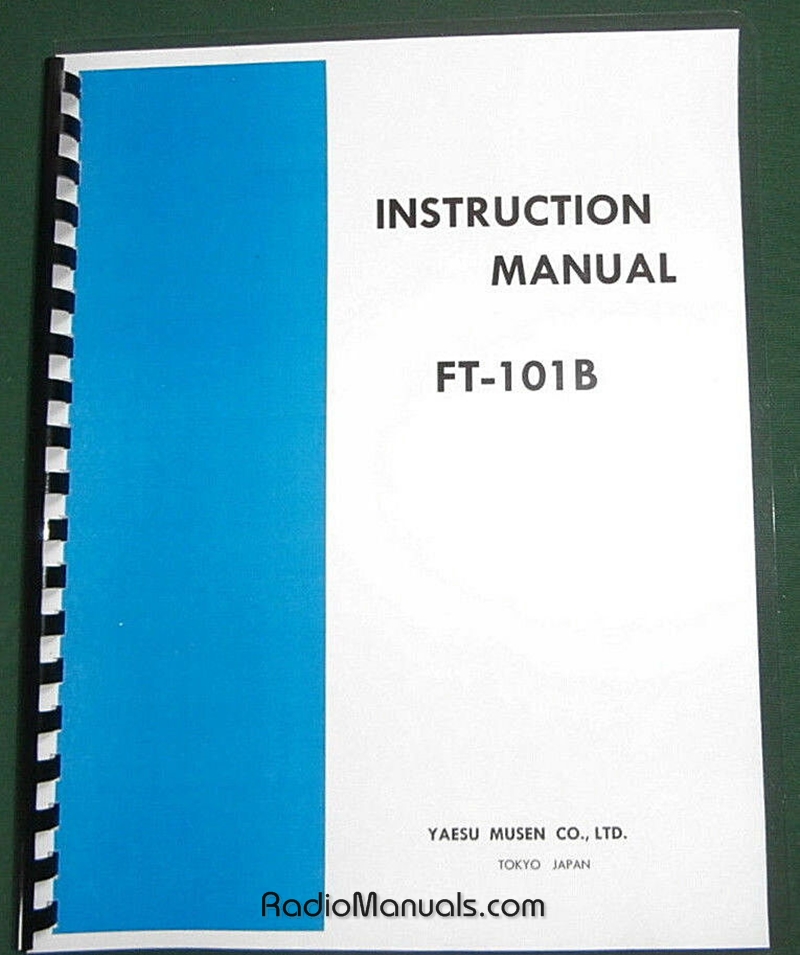 INSTRUCTION
MANUAL
FT-101B
YAESU MUSEN CO., LTD.
TOKYO JAPAN
RadioManuals.com